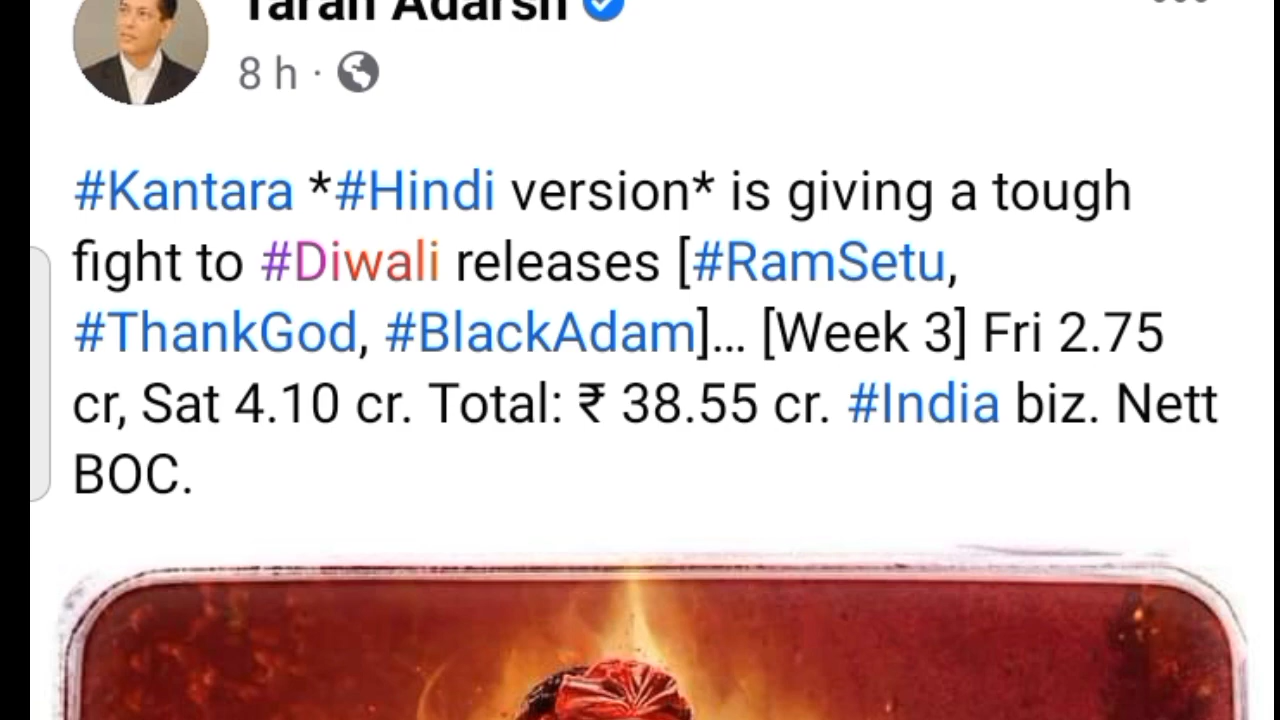 Taran Adarsh
8 h ·
#Kantara *#Hindi version* is giving a tough
fight to #Diwali releases [#RamSetu,
#ThankGod, #BlackAdam]... [Week 3] Fri 2.75
cr, Sat 4.10 cr. Total: ₹ 38.55 cr. #India biz. Nett
BOC.